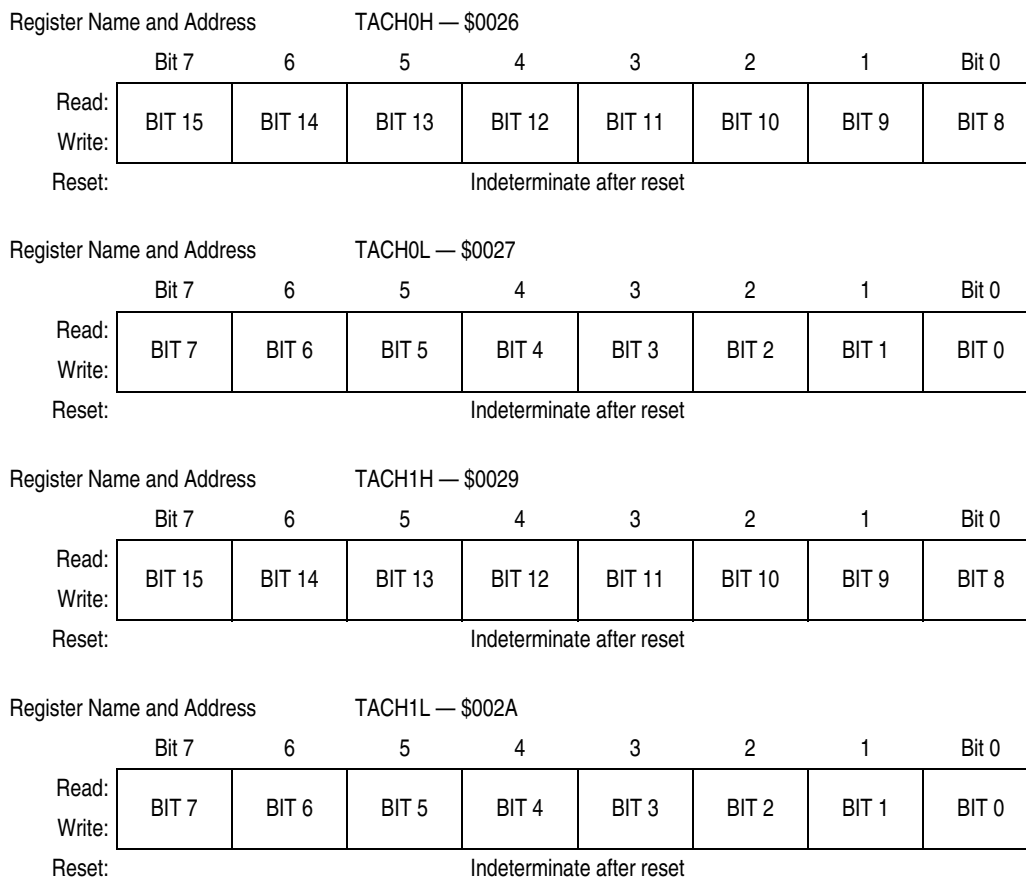 Register Name and Address TACH0H — $0026
Bit 7 6 5 4 3 2 1 Bit 0
Read:
BIT 15 BIT 14 BIT 13 BIT 12 BIT 11 BIT 10 BIT 9 BIT 8
Write:
Reset: Indeterminate after reset
Register Name and Address TACH0L — $0027
Bit 7 6 5 4 3 2 1 Bit 0
Read:
BIT 7 BIT 6 BIT 5 BIT 4 BIT 3 BIT 2 BIT 1 BIT 0
Write:
Reset: Indeterminate after reset
Register Name and Address TACH1H — $0029
Bit 7 6 5 4 3 2 1 Bit 0
Read:
BIT 15 BIT 14 BIT 13 BIT 12 BIT 11 BIT 10 BIT 9 BIT 8
Write:
Reset: Indeterminate after reset
Register Name and Address TACH1L — $002A
Bit 7 6 5 4 3 2 1 Bit 0
Read:
BIT 7 BIT 6 BIT 5 BIT 4 BIT 3 BIT 2 BIT 1 BIT 0
Write:
Reset: Indeterminate after reset